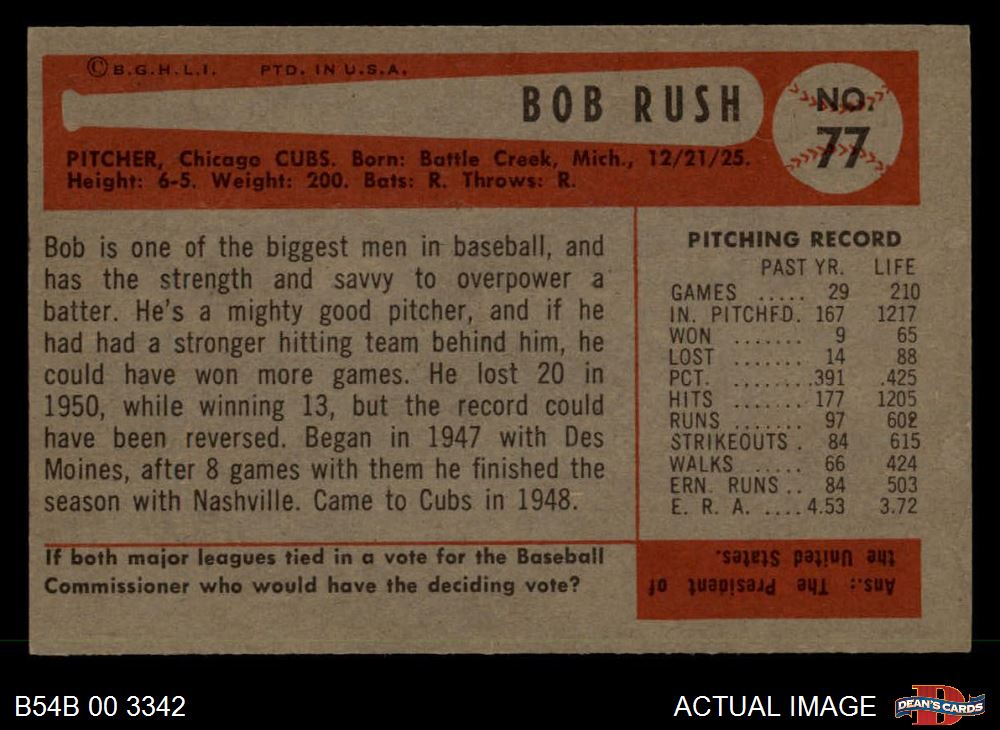 ©B.G.H.L.I. PTD. IN U.S.A.
BOB RUSH
NO.
77
PITCHER, Chicago CUBS. Born: Battle Creek, Mich., 12/21/25.
Height: 6-5. Weight: 200. Bats: R. Throws: R.
Bob is one of the biggest men in baseball, and
has the strength and savvy to overpower a
batter. He's a mighty good pitcher, and if he
had had a stronger hitting team behind him, he
could have won more games. He lost 20 in
1950, while winning 13, but the record could
have been reversed. Began in 1947 with Des
Moines, after 8 games with them he finished the
season with Nashville. Came to Cubs in 1948.
PITCHING RECORD
PAST YR. LIFE
GAMES ..... 29 210
IN. PITCHED. 167 1217
WON ....... 9 65
LOST ....... 14 88
PCT. ........391 .425
HITS ....... 177 1205
RUNS ....... 97 602
STRIKEOUTS . 84 615
WALKS ..... 66 424
ERN. RUNS .. 84 503
E. R. A. ....4.53 3.72
If both major leagues tied in a vote for the Baseball
Commissioner who would have the deciding vote?
Ans.: The President of
the United States.
B54B 00 3342
ACTUAL IMAGE
D
DEAN'S CARDS